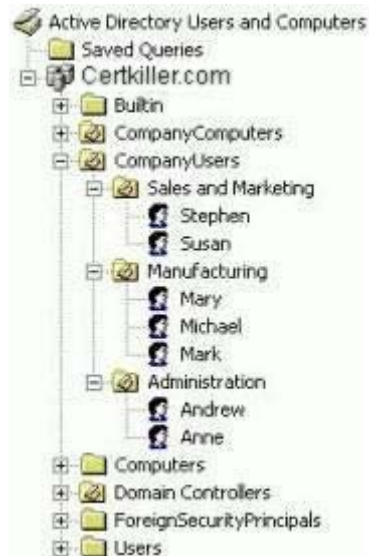 Active Directory Users and Computers
Saved Queries
Certkiller.com
Builtin
CompanyComputers
CompanyUsers
Sales and Marketing
Stephen
Susan
Manufacturing
Mary
Michael
Mark
Administration
Andrew
Anne
Computers
Domain Controllers
ForeignSecurityPrincipals
Users